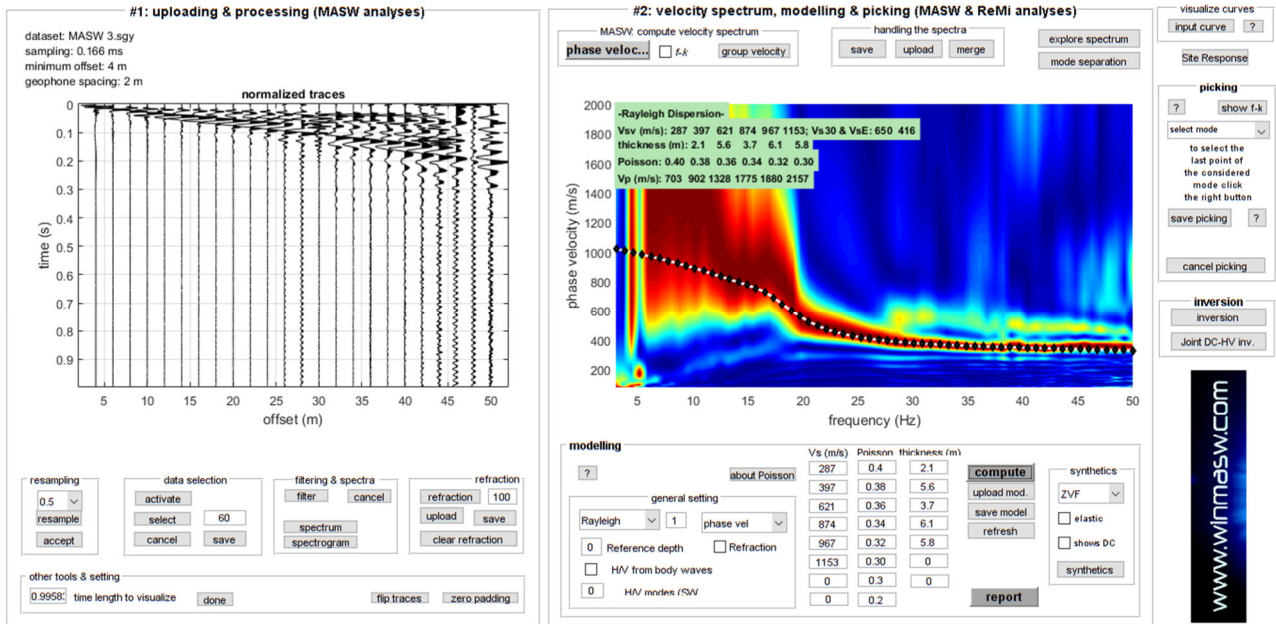 #1: uploading & processing (MASW analyses)
dataset: MASW 3.sgy
sampling: 0.166 ms
minimum offset: 4 m
geophone spacing: 2 m
normalized traces
0
0.1
0.2
0.3
0.4
0.5
0.6
0.7
0.8
0.9
time (s)
5 10 15 20 25 30 35 40 45 50
offset (m)
resampling
0.5
resample
accept
data selection
activate
select 60
cancel save
filtering & spectra
filter cancel
spectrum
spectrogram
refraction
refraction 100
upload save
clear refraction
other tools & setting
time length to visualize done flip traces zero padding
#2: velocity spectrum, modelling & picking (MASW & ReMi analyses)
MASW: compute velocity spectrum
phase veloc... f-k group velocity
handling the spectra
save upload merge
explore spectrum
mode separation
-Rayleigh Dispersion-
Vsv (m/s): 287 397 621 874 967 1153; Vs30 & VsE: 650 416
thickness (m): 2.1 5.6 3.7 6.1 5.8
Poisson: 0.40 0.38 0.36 0.34 0.32 0.30
Vp (m/s): 703 902 1328 1775 1880 2157
2000
1800
1600
1400
1200
1000
800
600
400
200
phase velocity (m/s)
5 10 15 20 25 30 35 40 45 50
frequency (Hz)
modelling
? about Poisson
general setting
Rayleigh 1 phase vel
0 Reference depth Refraction
H/V from body waves
0 H/V modes (SW
Vs (m/s) Poisson thickness (m)
287 0.4 2.1
397 0.38 5.6
621 0.36 3.7
874 0.34 6.1
967 0.32 5.8
1153 0.30 0
0 0.3 0
0 0.2
compute
upload mod.
save model
refresh
report
synthetics
ZVF
elastic
shows DC
synthetics
visualize curves
input curve ?
Site Response
picking
? show f-k
select mode
to select the
last point of
the considered
mode click
the right button
save picking ?
cancel picking
inversion
inversion
Joint DC-HV inv.
www.winmasw.com